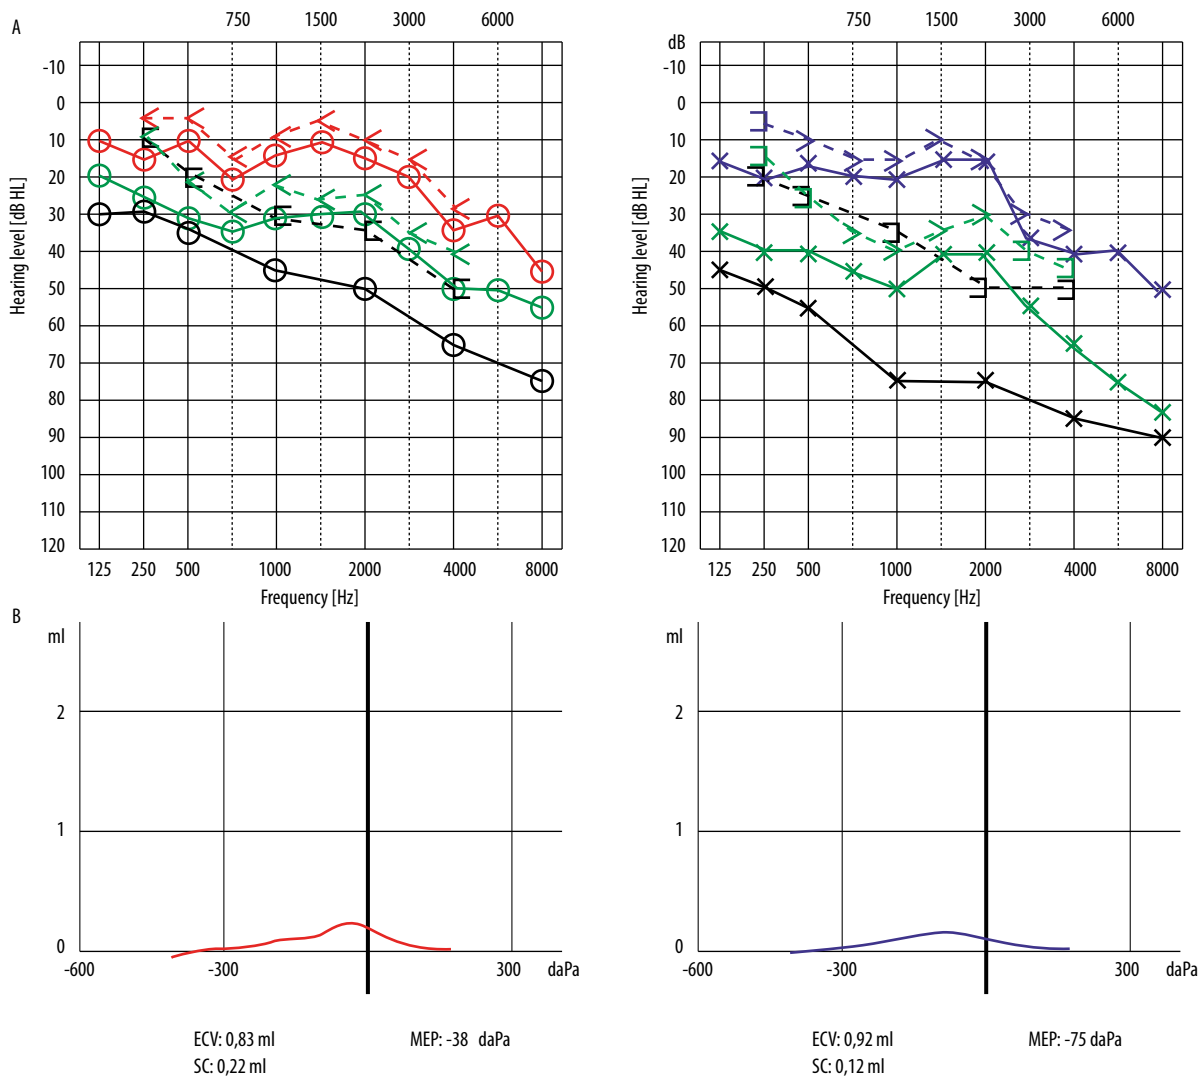 A
750 1500 3000 6000
-10
0
10
20
30
40
50
60
70
80
90
100
110
120
Hearing level [dB HL]
125 250 500 1000 2000 4000 8000
Frequency [Hz]
750 1500 3000 6000
dB
-10
0
10
20
30
40
50
60
70
80
90
100
110
120
Hearing level [dB HL]
125 250 500 1000 2000 4000 8000
Frequency [Hz]
B
ml
2
1
0
-600 -300 300 daPa
ECV: 0,83 ml MEP: -38 daPa
SC: 0,22 ml
ml
2
1
0
-600 -300 300 daPa
ECV: 0,92 ml MEP: -75 daPa
SC: 0,12 ml